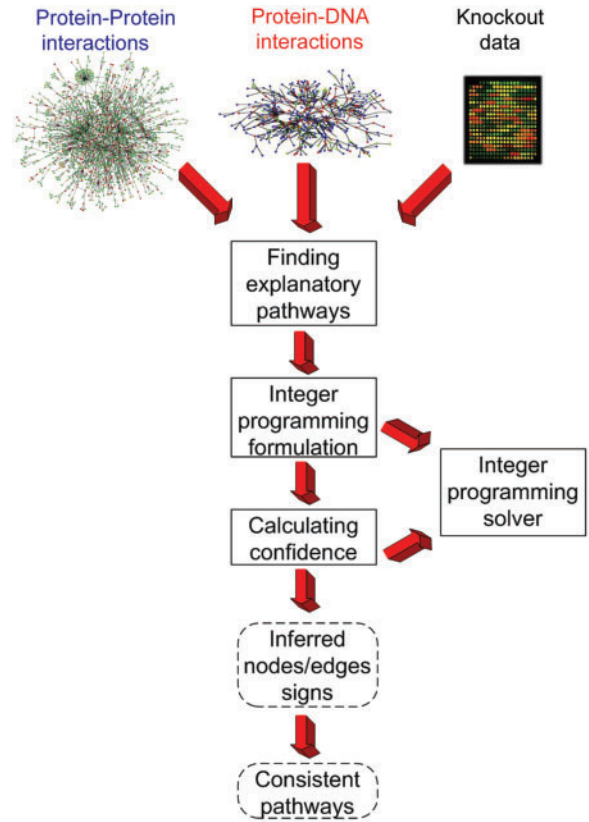 Protein-Protein
interactions
Protein-DNA
interactions
Knockout
data
Finding
explanatory
pathways
Integer
programming
formulation
Integer
programming
solver
Calculating
confidence
Inferred
nodes/edges
signs
Consistent
pathways